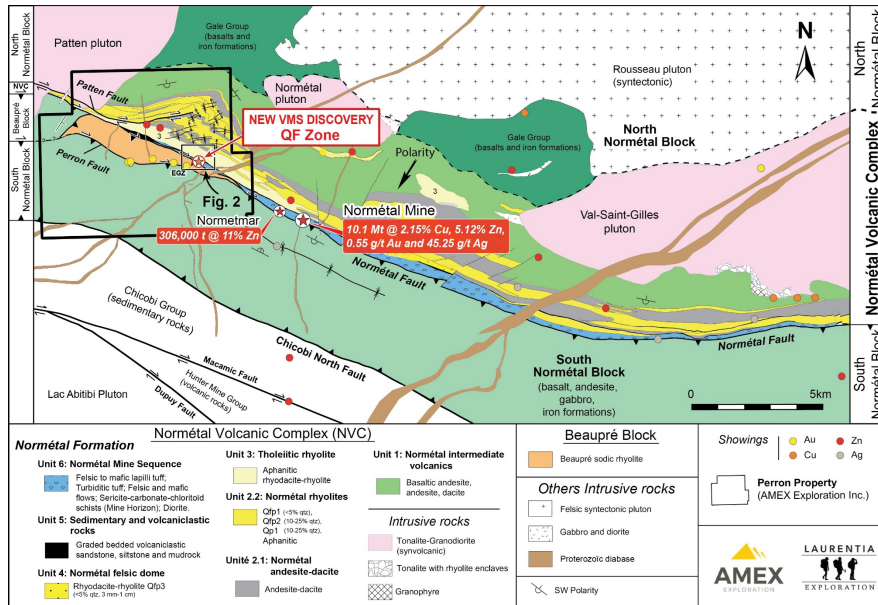 North
Normétal Block
NVC
Beaupré
Block
South
Normétal Block
Patten pluton
Gale Group
(basalts and
iron formations)
Patten Fault
Normétal
pluton
Rousseau pluton
(syntectonic)
N
NEW VMS DISCOVERY
QF Zone
3
Perron Fault
EGZ
Fig. 2
Gale Group
(basalts and iron formations)
North
Normétal Block
Polarity
3
Normetmar
306,000 t @ 11% Zn
Normétal Mine
10.1 Mt @ 2.15% Cu, 5.12% Zn,
0.55 g/t Au and 45.25 g/t Ag
Val-Saint-Gilles
pluton
Normétal Fault
Chicobi Group
(sedimentary rocks)
Chicobi North Fault
Macamic Fault
Hunter Mine Group
(volcanic rocks)
Dupuy Fault
Lac Abitibi Pluton
South
Normétal Block
(basalt, andesite,
gabbro,
iron formations)
Normétal Fault
0 5km
North
Normétal Block
Normétal Volcanic Complex
South
Normétal Block
Normétal Volcanic Complex (NVC)
Normétal Formation
Unit 6: Normétal Mine Sequence
Felsic to mafic lapilli tuff;
Turbiditic tuff; Felsic and mafic
flows; Sericite-carbonate-chloritoid
schists (Mine Horizon); Diorite.
Unit 5: Sedimentary and volcaniclastic
rocks
Graded bedded volcaniclastic
sandstone, siltstone and mudrock
Unit 4: Normétal felsic dome
Rhyodacite-rhyolite Qfp3
(<5% qtz, 3 mm-1 cm)
Unit 3: Tholeiitic rhyolite
Aphanitic
rhyodacite-rhyolite
Unit 2.2: Normétal rhyolites
Qfp1 (<5% qtz)
Qfp2 (10-25% qtz)
Qp1 (10-25% qtz)
Aphanitic
Unité 2.1: Normétal
andesite-dacite
Andesite-dacite
Unit 1: Normétal intermediate
volcanics
Basaltic andesite,
andesite, dacite
Intrusive rocks
Tonalite-Granodiorite
(synvolcanic)
Tonalite with rhyolite enclaves
Granophyre
Beaupré Block
Beaupré sodic rhyolite
Others Intrusive rocks
Felsic syntectonic pluton
Gabbro and diorite
Proterozoïc diabase
SW Polarity
Showings
Au
Zn
Cu
Ag
Perron Property
(AMEX Exploration Inc.)
AMEX
EXPLORATION
LAURENTIA
EXPLORATION